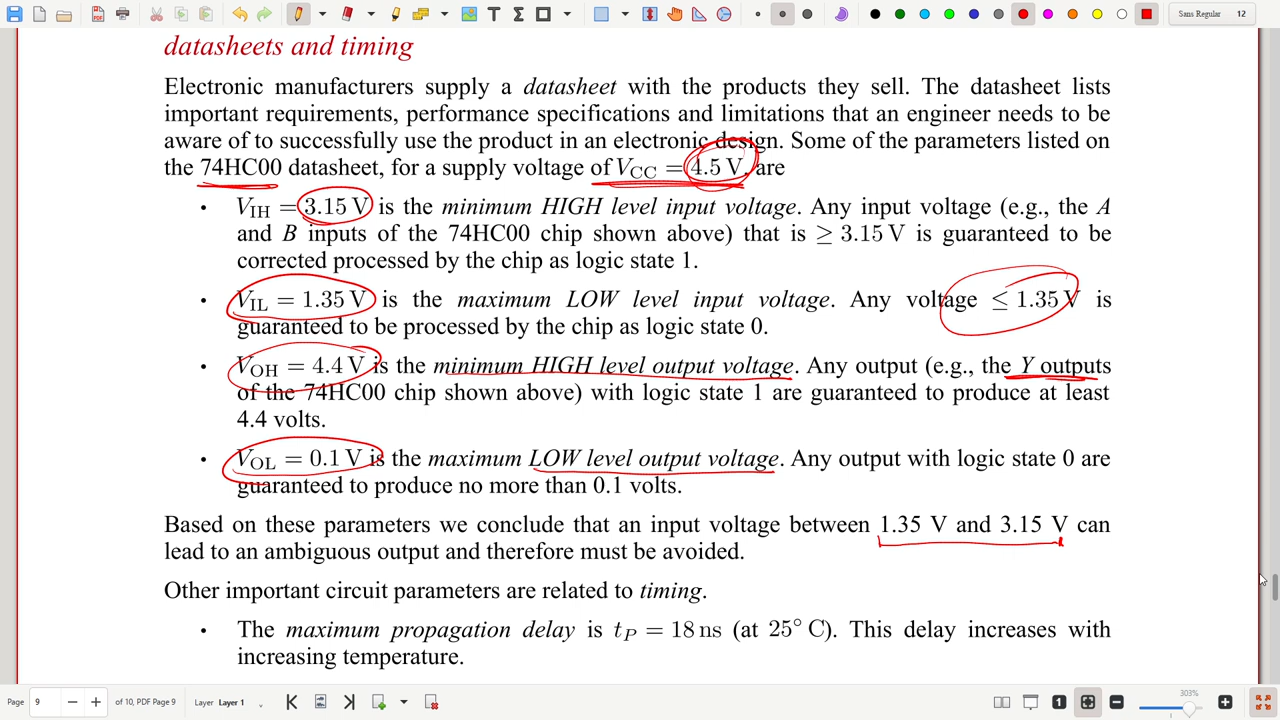 Sans Regular 12
datasheets and timing
Electronic manufacturers supply a datasheet with the products they sell. The datasheet lists
important requirements, performance specifications and limitations that an engineer needs to be
aware of to successfully use the product in an electronic design. Some of the parameters listed on
the 74HC00 datasheet, for a supply voltage of VCC = 4.5 V, are
• VIH = 3.15 V is the minimum HIGH level input voltage. Any input voltage (e.g., the A
and B inputs of the 74HC00 chip shown above) that is ≥ 3.15 V is guaranteed to be
corrected processed by the chip as logic state 1.
• VIL = 1.35 V is the maximum LOW level input voltage. Any voltage ≤ 1.35 V is
guaranteed to be processed by the chip as logic state 0.
• VOH = 4.4 V is the minimum HIGH level output voltage. Any output (e.g., the Y outputs
of the 74HC00 chip shown above) with logic state 1 are guaranteed to produce at least
4.4 volts.
• VOL = 0.1 V is the maximum LOW level output voltage. Any output with logic state 0 are
guaranteed to produce no more than 0.1 volts.
Based on these parameters we conclude that an input voltage between 1.35 V and 3.15 V can
lead to an ambiguous output and therefore must be avoided.
Other important circuit parameters are related to timing.
• The maximum propagation delay is tP = 18 ns (at 25° C). This delay increases with
increasing temperature.
Page 9 of 10, PDF Page 9 Layer Layer 1 303%